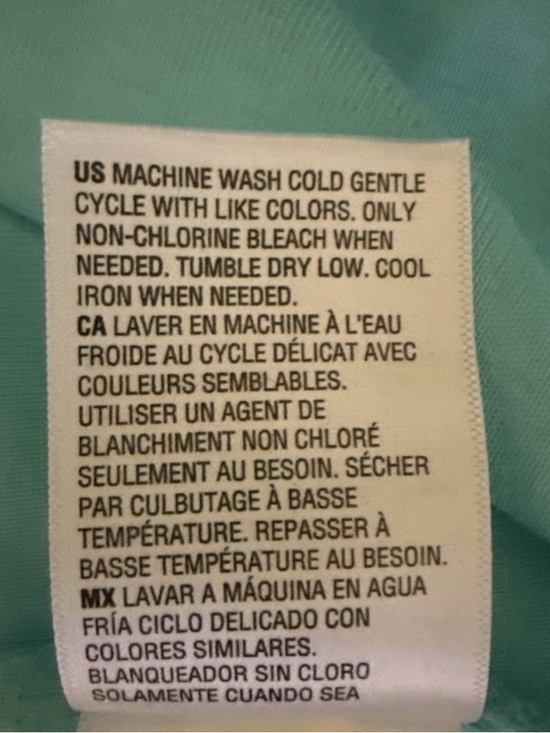 US MACHINE WASH COLD GENTLE
CYCLE WITH LIKE COLORS. ONLY
NON-CHLORINE BLEACH WHEN
NEEDED. TUMBLE DRY LOW. COOL
IRON WHEN NEEDED.
CA LAVER EN MACHINE À L'EAU
FROIDE AU CYCLE DÉLICAT AVEC
COULEURS SEMBLABLES.
UTILISER UN AGENT DE
BLANCHIMENT NON CHLORÉ
SEULEMENT AU BESOIN. SÉCHER
PAR CULBUTAGE À BASSE
TEMPÉRATURE. REPASSER À
BASSE TEMPÉRATURE AU BESOIN.
MX LAVAR A MÁQUINA EN AGUA
FRÍA CICLO DELICADO CON
COLORES SIMILARES.
BLANQUEADOR SIN CLORO
SOLAMENTE CUANDO SEA